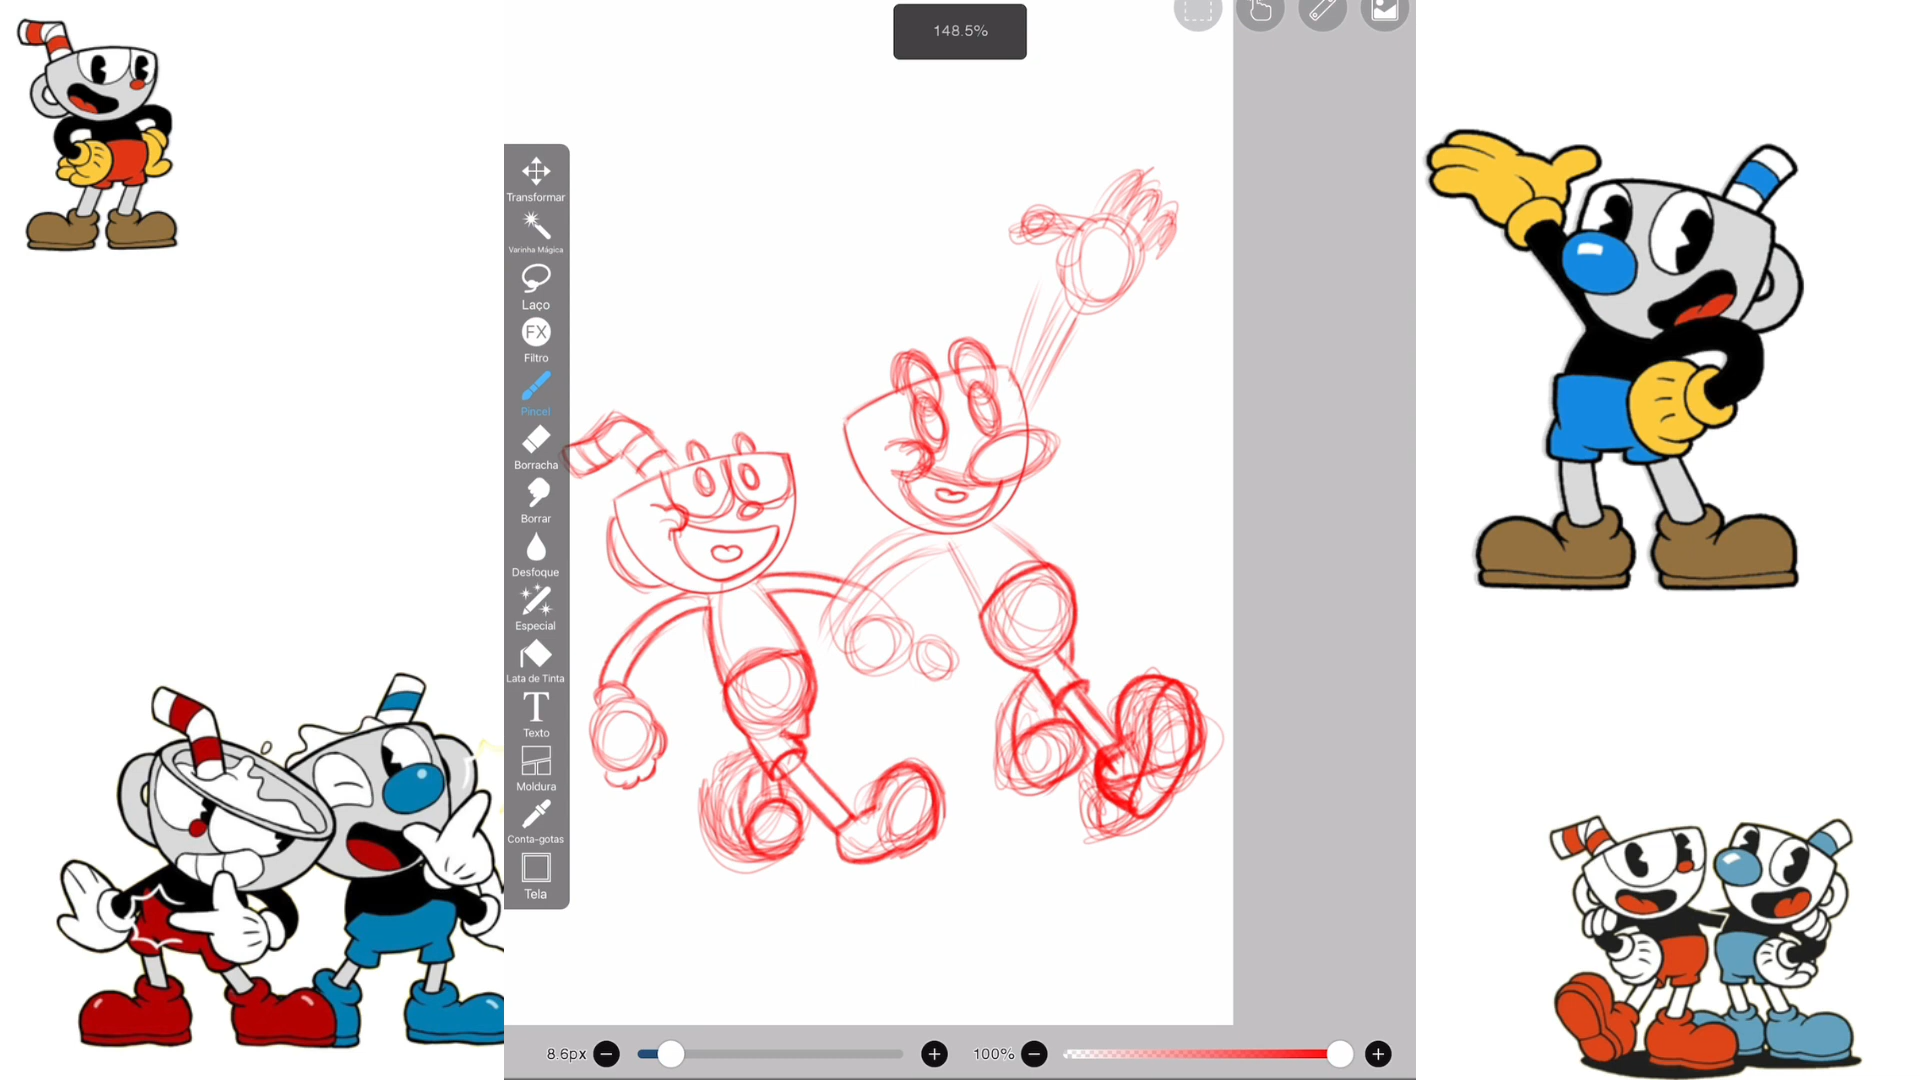 148.5%
Transformar
Varinha Mágica
Laço
FX
Filtro
Pincel
Borracha
Borrar
Desfoque
Especial
Lata de Tinta
T
Texto
Moldura
Conta-gotas
Tela
8.6px
100%